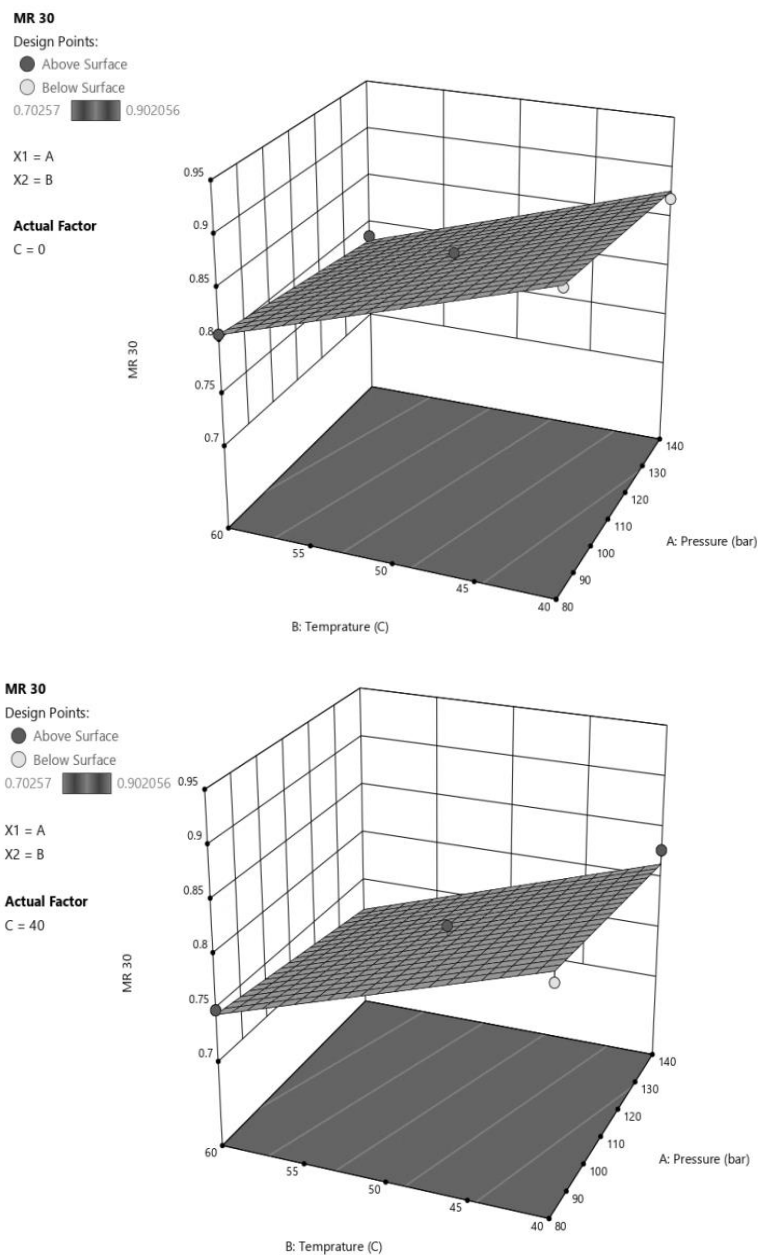 MR 30
Design Points:
Above Surface
Below Surface
0.70257 0.902056
X1 = A
X2 = B
Actual Factor
C = 0
0.95
0.9
0.85
0.8
0.75
0.7
MR 30
60
55
50
45
40
80
90
100
110
120
130
140
A: Pressure (bar)
B: Temprature (C)
MR 30
Design Points:
Above Surface
Below Surface
0.70257 0.902056
X1 = A
X2 = B
Actual Factor
C = 40
0.95
0.9
0.85
0.8
0.75
0.7
MR 30
60
55
50
45
40
80
90
100
110
120
130
140
A: Pressure (bar)
B: Temprature (C)